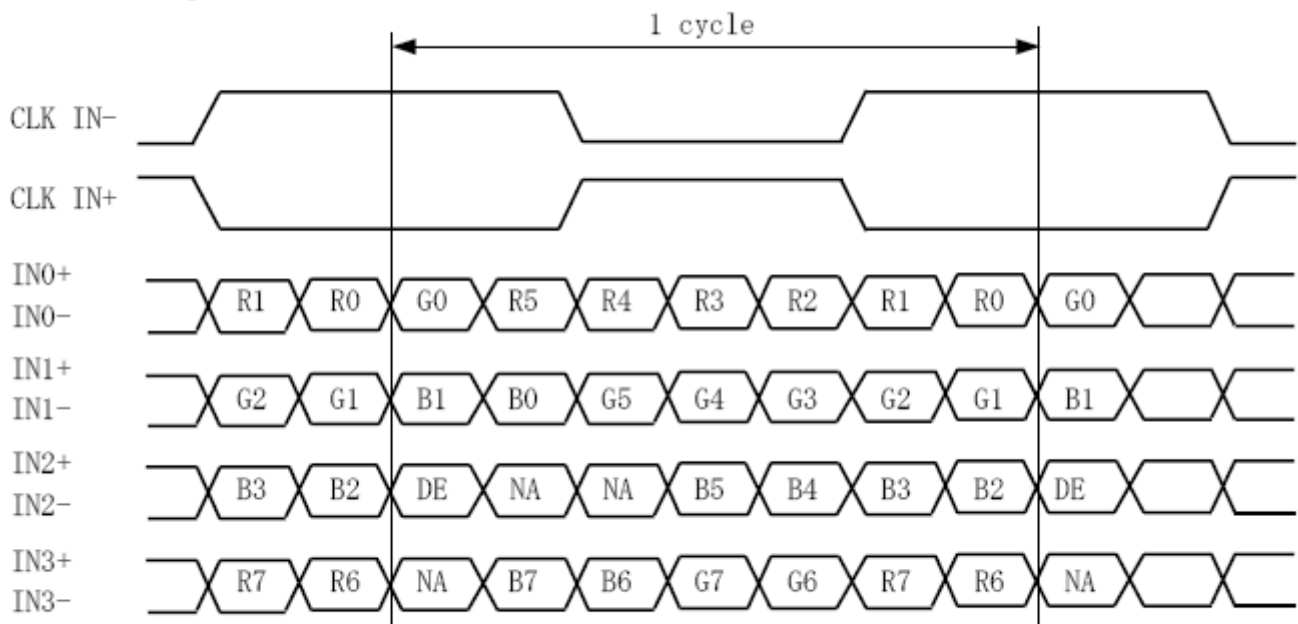 1 cycle
CLK IN-
CLK IN+
IN0+
IN0-
R1 R0 G0 R5 R4 R3 R2 R1 R0 G0
IN1+
IN1-
G2 G1 B1 B0 G5 G4 G3 G2 G1 B1
IN2+
IN2-
B3 B2 DE NA NA B5 B4 B3 B2 DE
IN3+
IN3-
R7 R6 NA B7 B6 G7 G6 R7 R6 NA